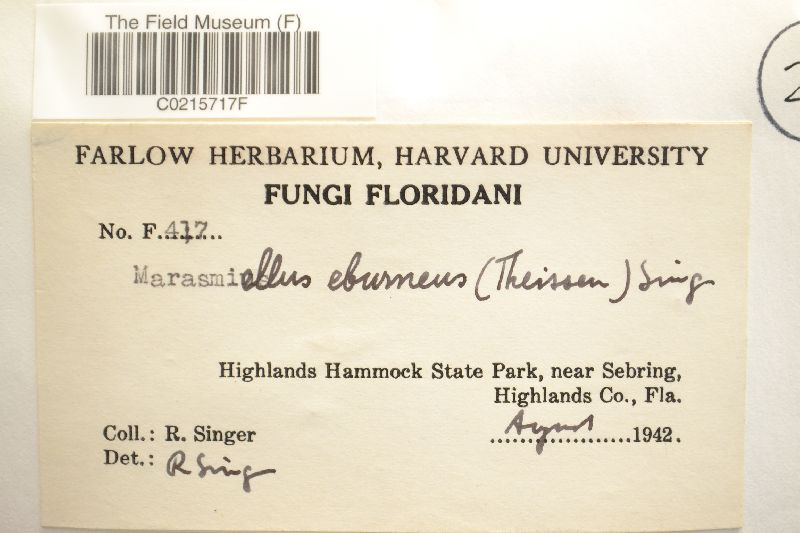 The Field Museum (F)
C0215717F
2
FARLOW HERBARIUM, HARVARD UNIVERSITY
FUNGI FLORIDANI
No. F.417......
Marasmiellus eburneus (Theissen) Sing
Highlands Hammock State Park, near Sebring,
Highlands Co., Fla.
Coll.: R. Singer
August 1942.
Det.: R Sing